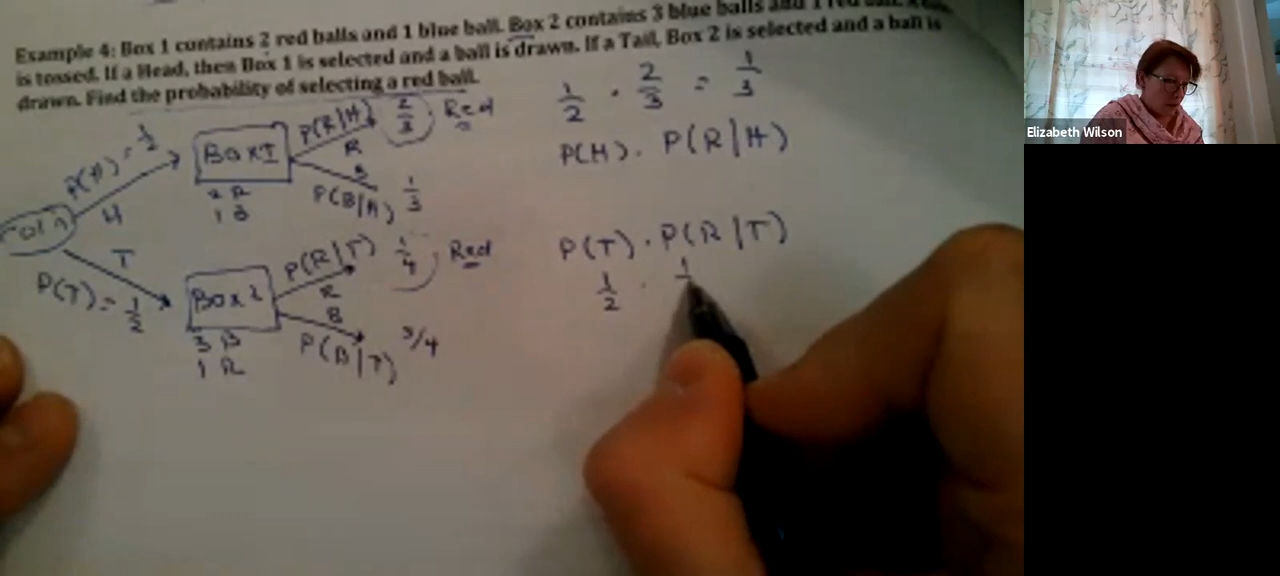 Example 4: Box 1 contains 2 red balls and 1 blue ball. Box 2 contains 3 blue balls and 1 red ball.
is tossed. If a Head, then Box 1 is selected and a ball is drawn. If a Tail, Box 2 is selected and a ball is
drawn. Find the probability of selecting a red ball.
1/2 · 2/3 = 1/3
P(H) · P(R|H)
P(H) = 1/2
H
Box 1
2 R
1 B
P(R|H) 2/3 Red
R
B
P(B|H) 1/3
Coin
T
P(T) = 1/2
Box 2
3 B
1 R
P(R|T) 1/4 Red
R
B
P(B|T) 3/4
P(T) · P(R|T)
1/2 · 1
Elizabeth Wilson